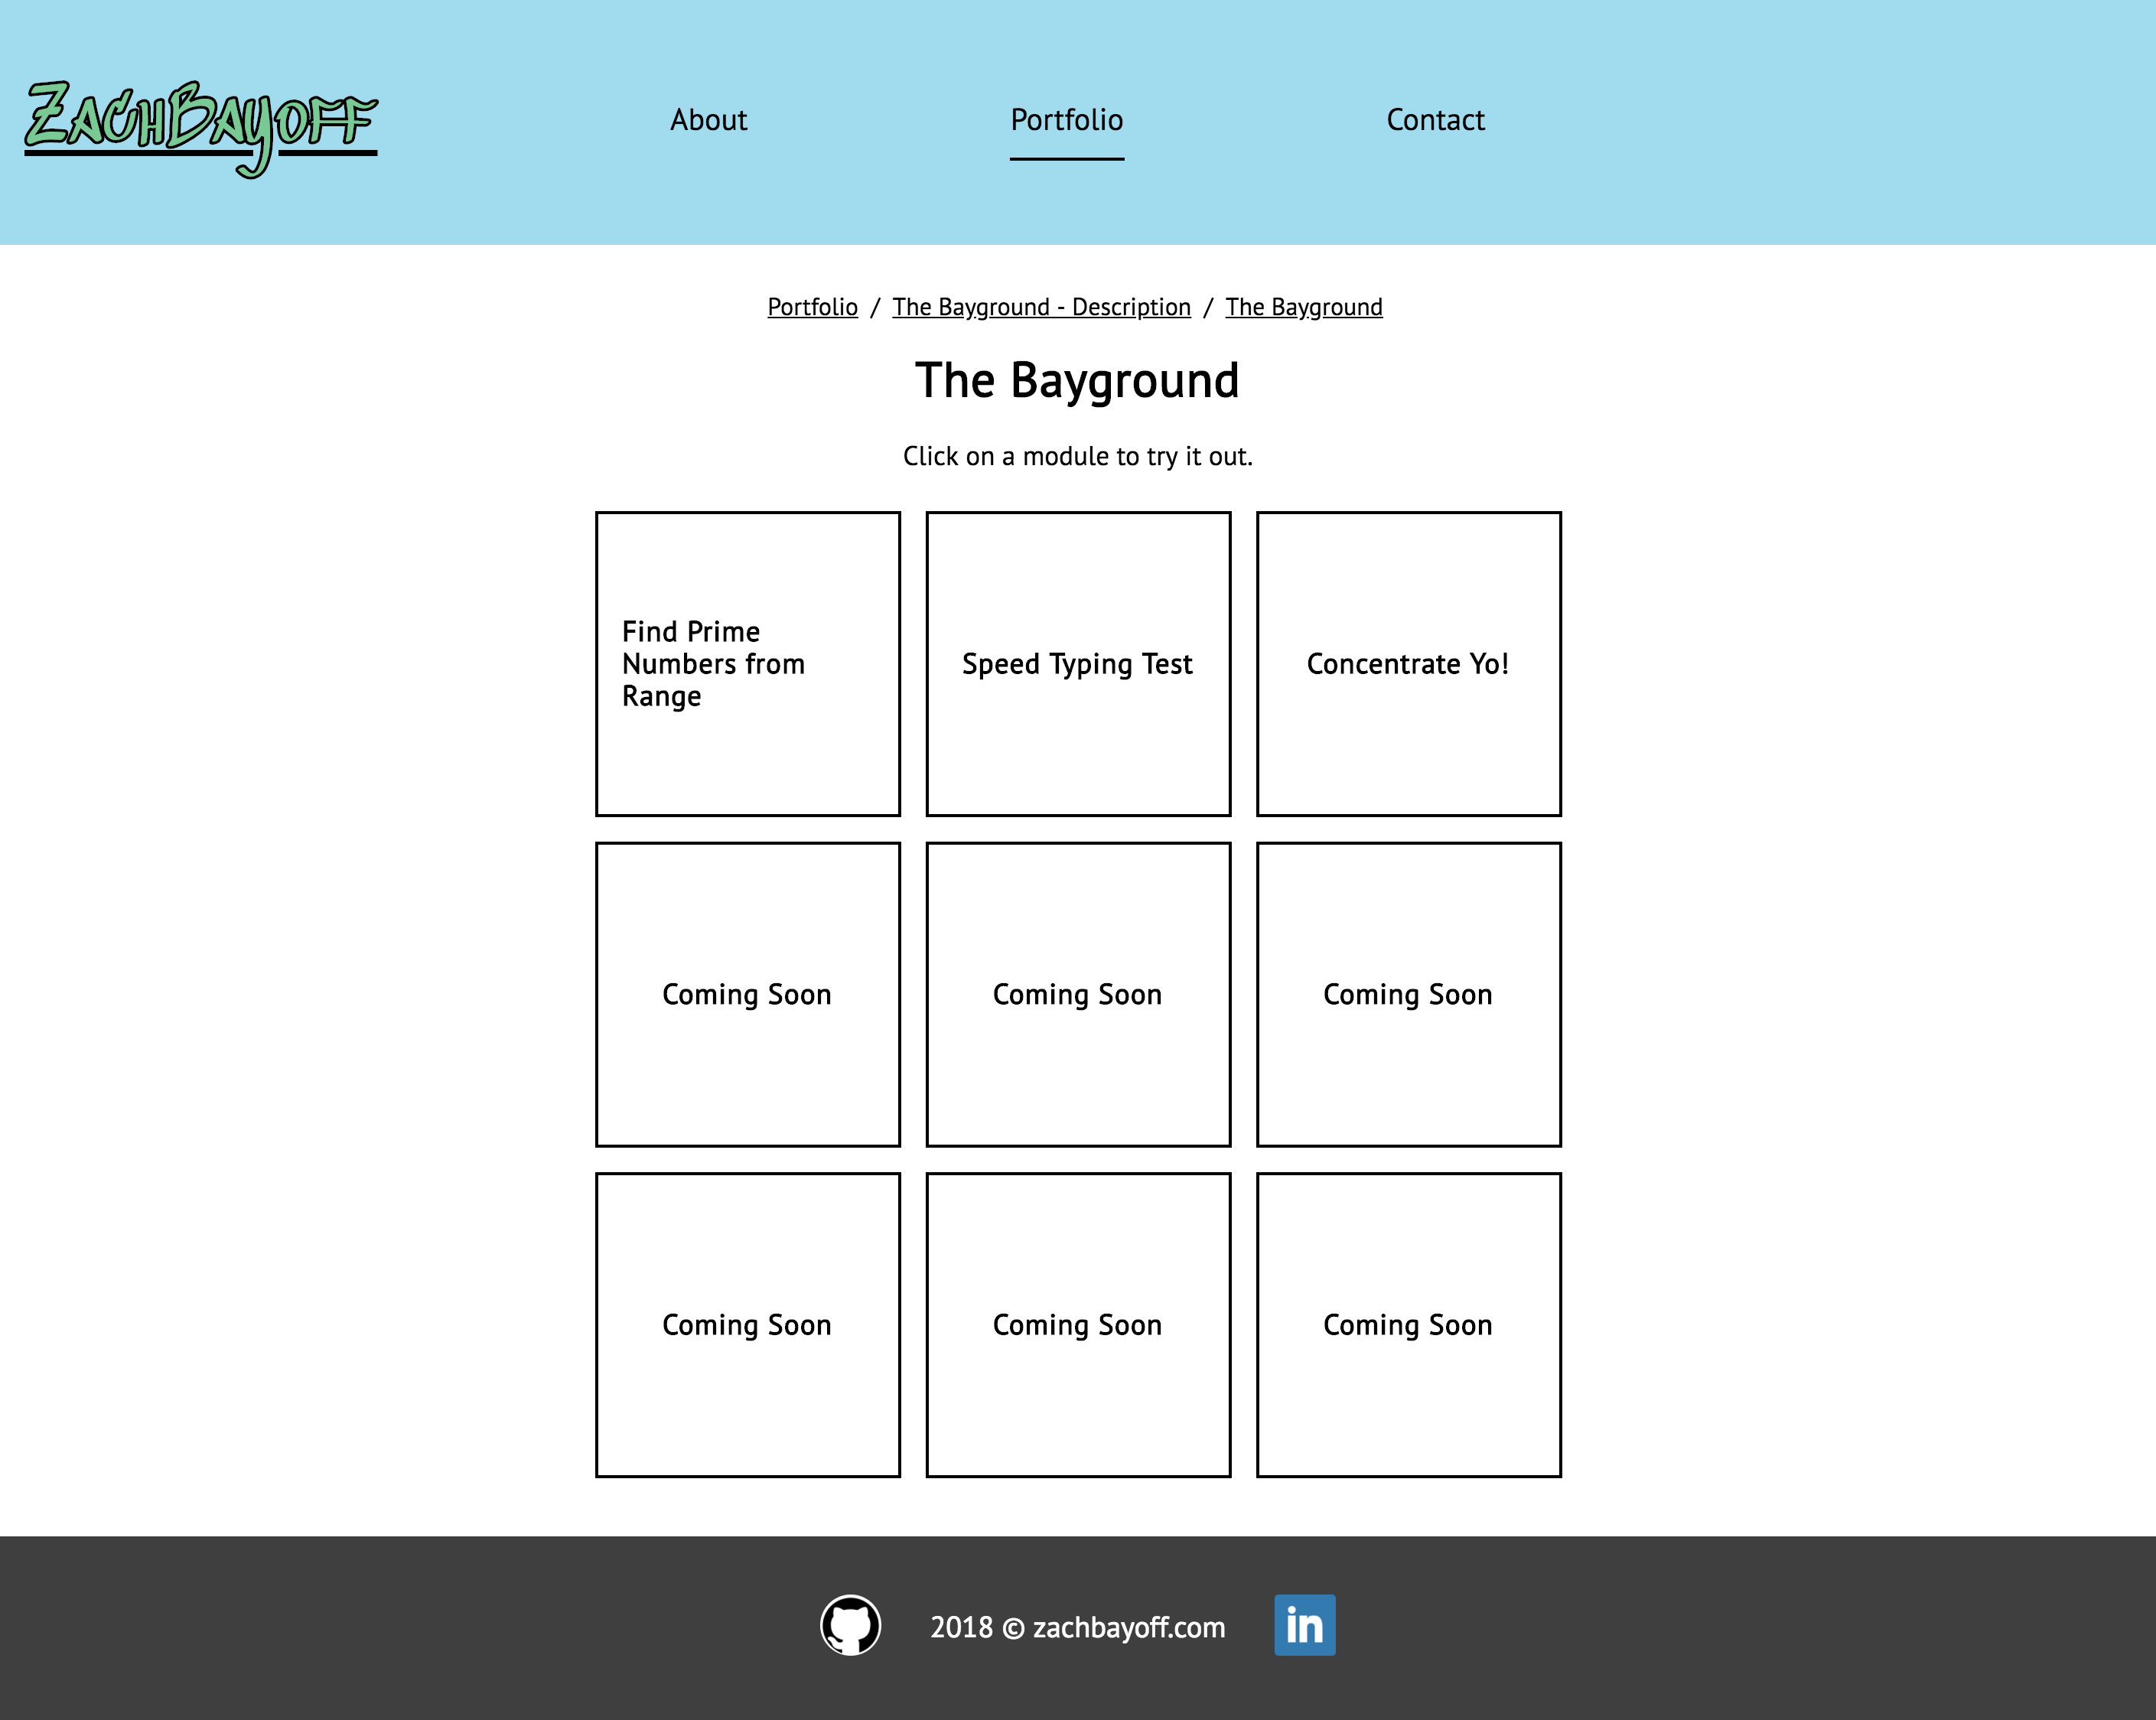 ZachBayoff
About
Portfolio
Contact
Portfolio / The Bayground - Description / The Bayground
The Bayground
Click on a module to try it out.
Find Prime
Numbers from
Range
Speed Typing Test
Concentrate Yo!
Coming Soon
Coming Soon
Coming Soon
Coming Soon
Coming Soon
Coming Soon
2018 © zachbayoff.com
in